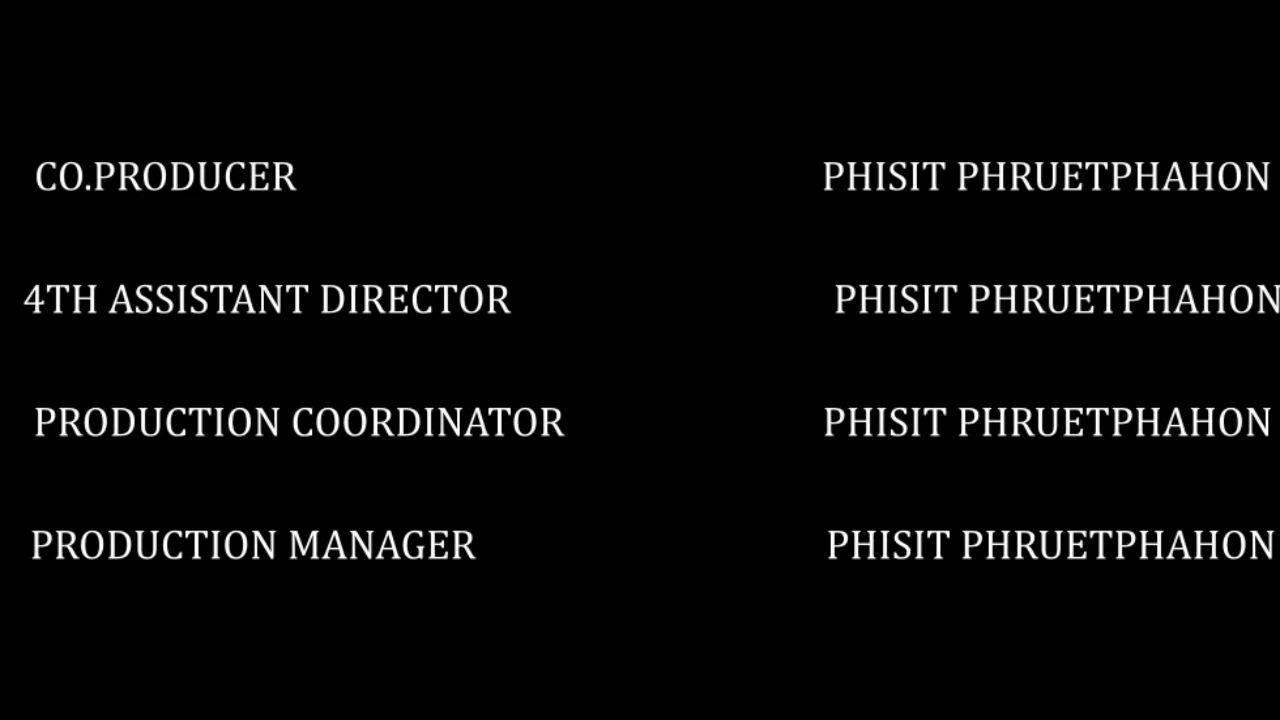 CO.PRODUCER PHISIT PHRUETPHAHON
4TH ASSISTANT DIRECTOR PHISIT PHRUETPHAHON
PRODUCTION COORDINATOR PHISIT PHRUETPHAHON
PRODUCTION MANAGER PHISIT PHRUETPHAHON